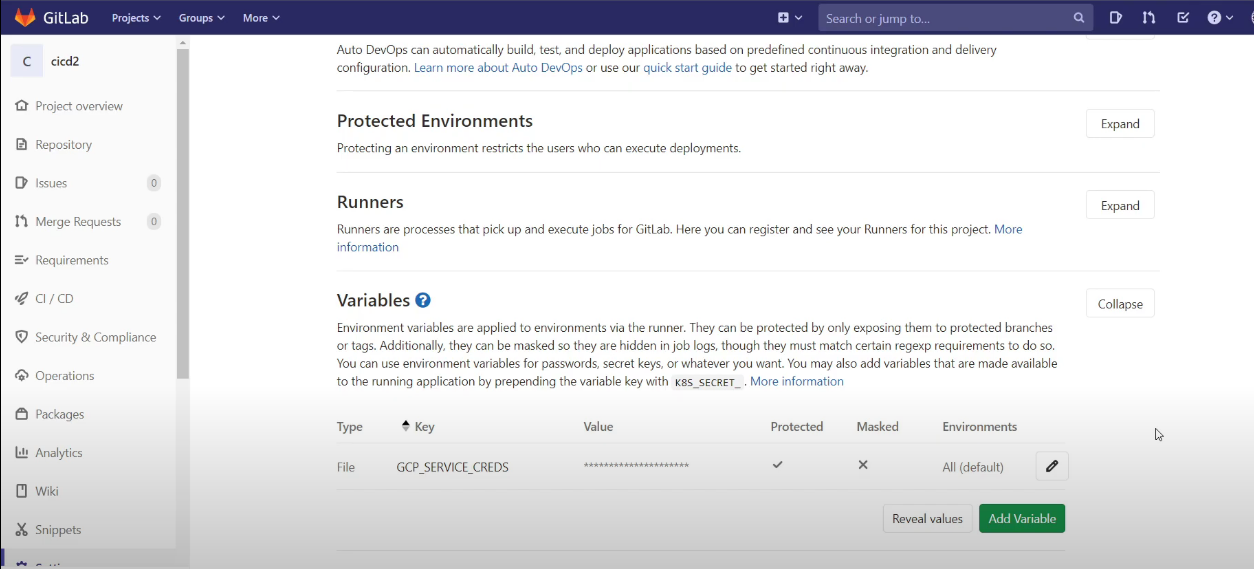 GitLab Projects Groups More Search or jump to...
C cicd2
Project overview
Repository
Issues 0
Merge Requests 0
Requirements
CI / CD
Security & Compliance
Operations
Packages
Analytics
Wiki
Snippets
Auto DevOps can automatically build, test, and deploy applications based on predefined continuous integration and delivery
configuration. Learn more about Auto DevOps or use our quick start guide to get started right away.
Protected Environments
Expand
Protecting an environment restricts the users who can execute deployments.
Runners
Expand
Runners are processes that pick up and execute jobs for GitLab. Here you can register and see your Runners for this project. More
information
Variables ?
Collapse
Environment variables are applied to environments via the runner. They can be protected by only exposing them to protected branches
or tags. Additionally, they can be masked so they are hidden in job logs, though they must match certain regexp requirements to do so.
You can use environment variables for passwords, secret keys, or whatever you want. You may also add variables that are made available
to the running application by prepending the variable key with K8S_SECRET_. More information
Type Key Value Protected Masked Environments
File GCP_SERVICE_CREDS ********************* All (default)
Reveal values Add Variable